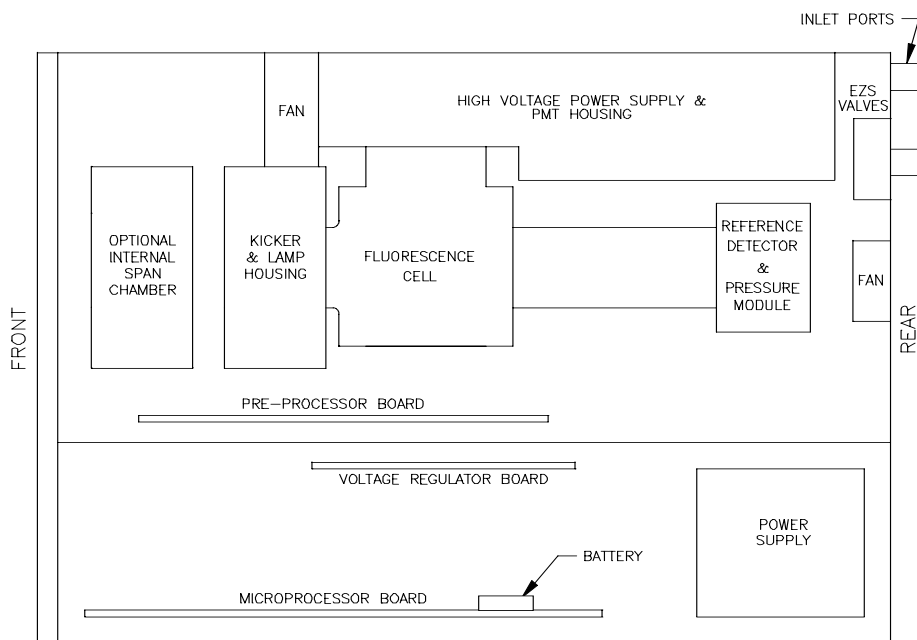 INLET PORTS
FAN
HIGH VOLTAGE POWER SUPPLY &
PMT HOUSING
EZS
VALVES
OPTIONAL
INTERNAL
SPAN
CHAMBER
KICKER
& LAMP
HOUSING
FLUORESCENCE
CELL
REFERENCE
DETECTOR
&
PRESSURE
MODULE
FAN
FRONT
REAR
PRE-PROCESSOR BOARD
VOLTAGE REGULATOR BOARD
POWER
SUPPLY
BATTERY
MICROPROCESSOR BOARD